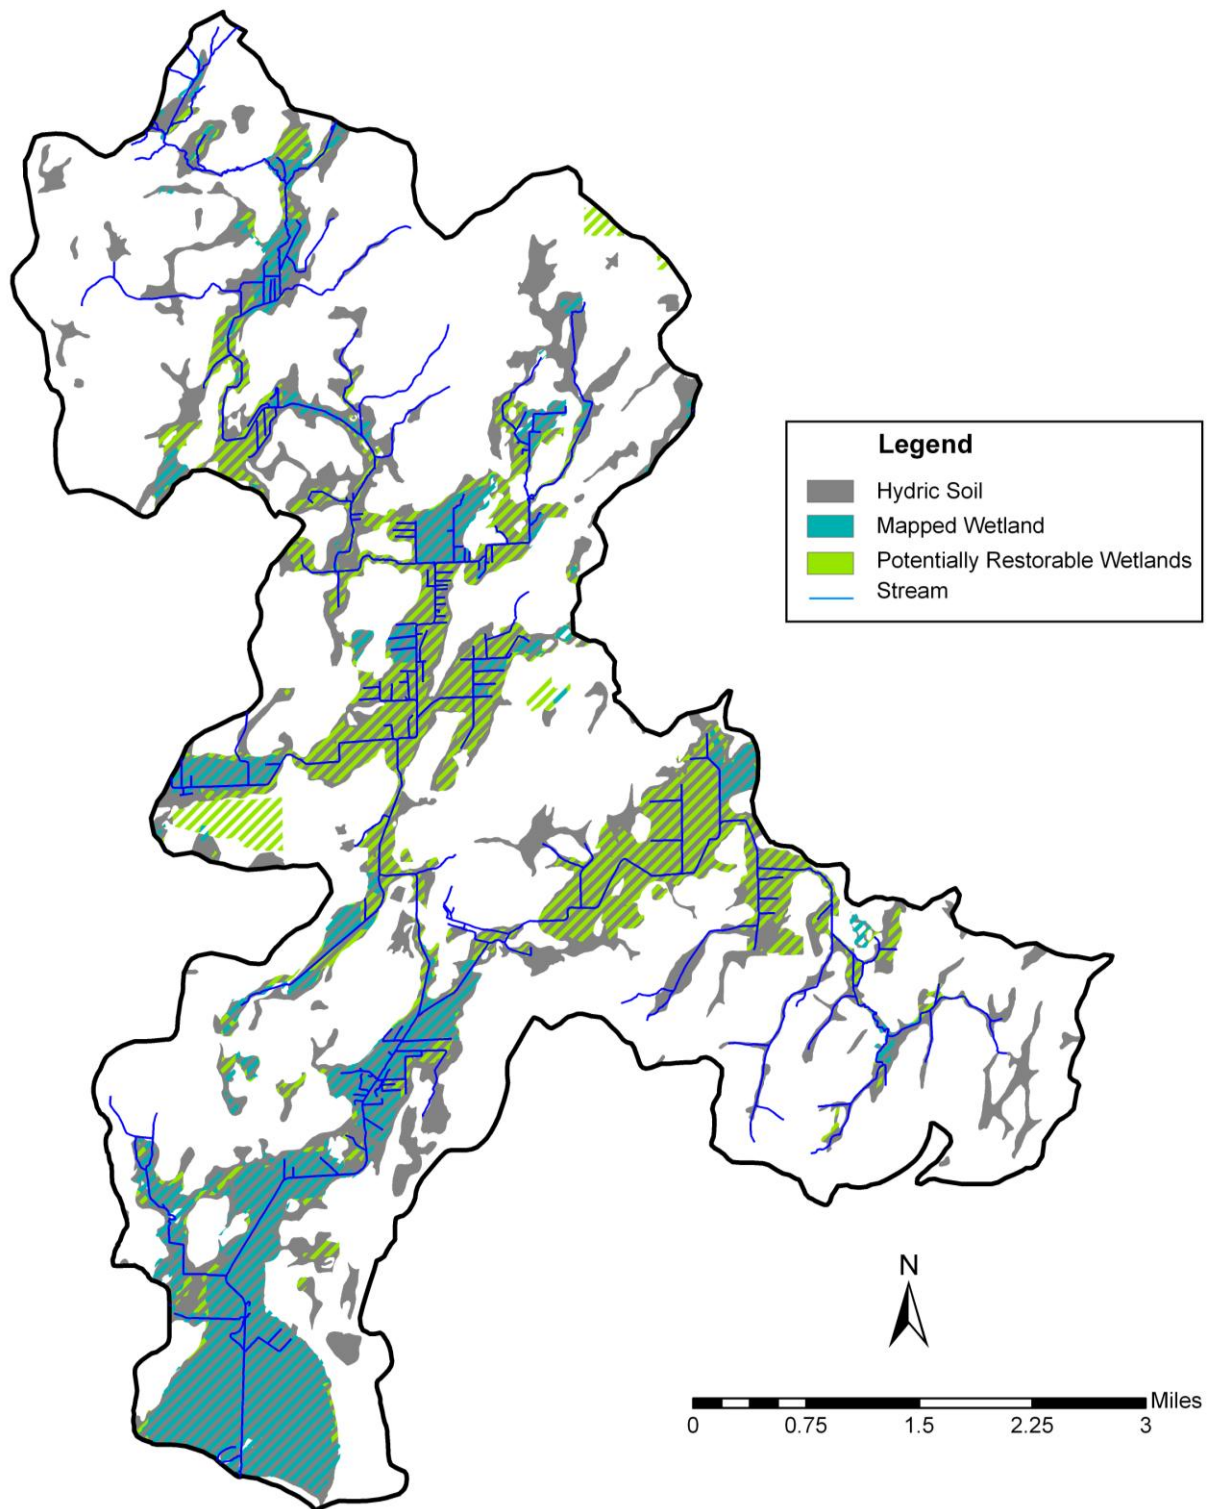 Legend
Hydric Soil
Mapped Wetland
Potentially Restorable Wetlands
Stream
N
Miles
0 0.75 1.5 2.25 3